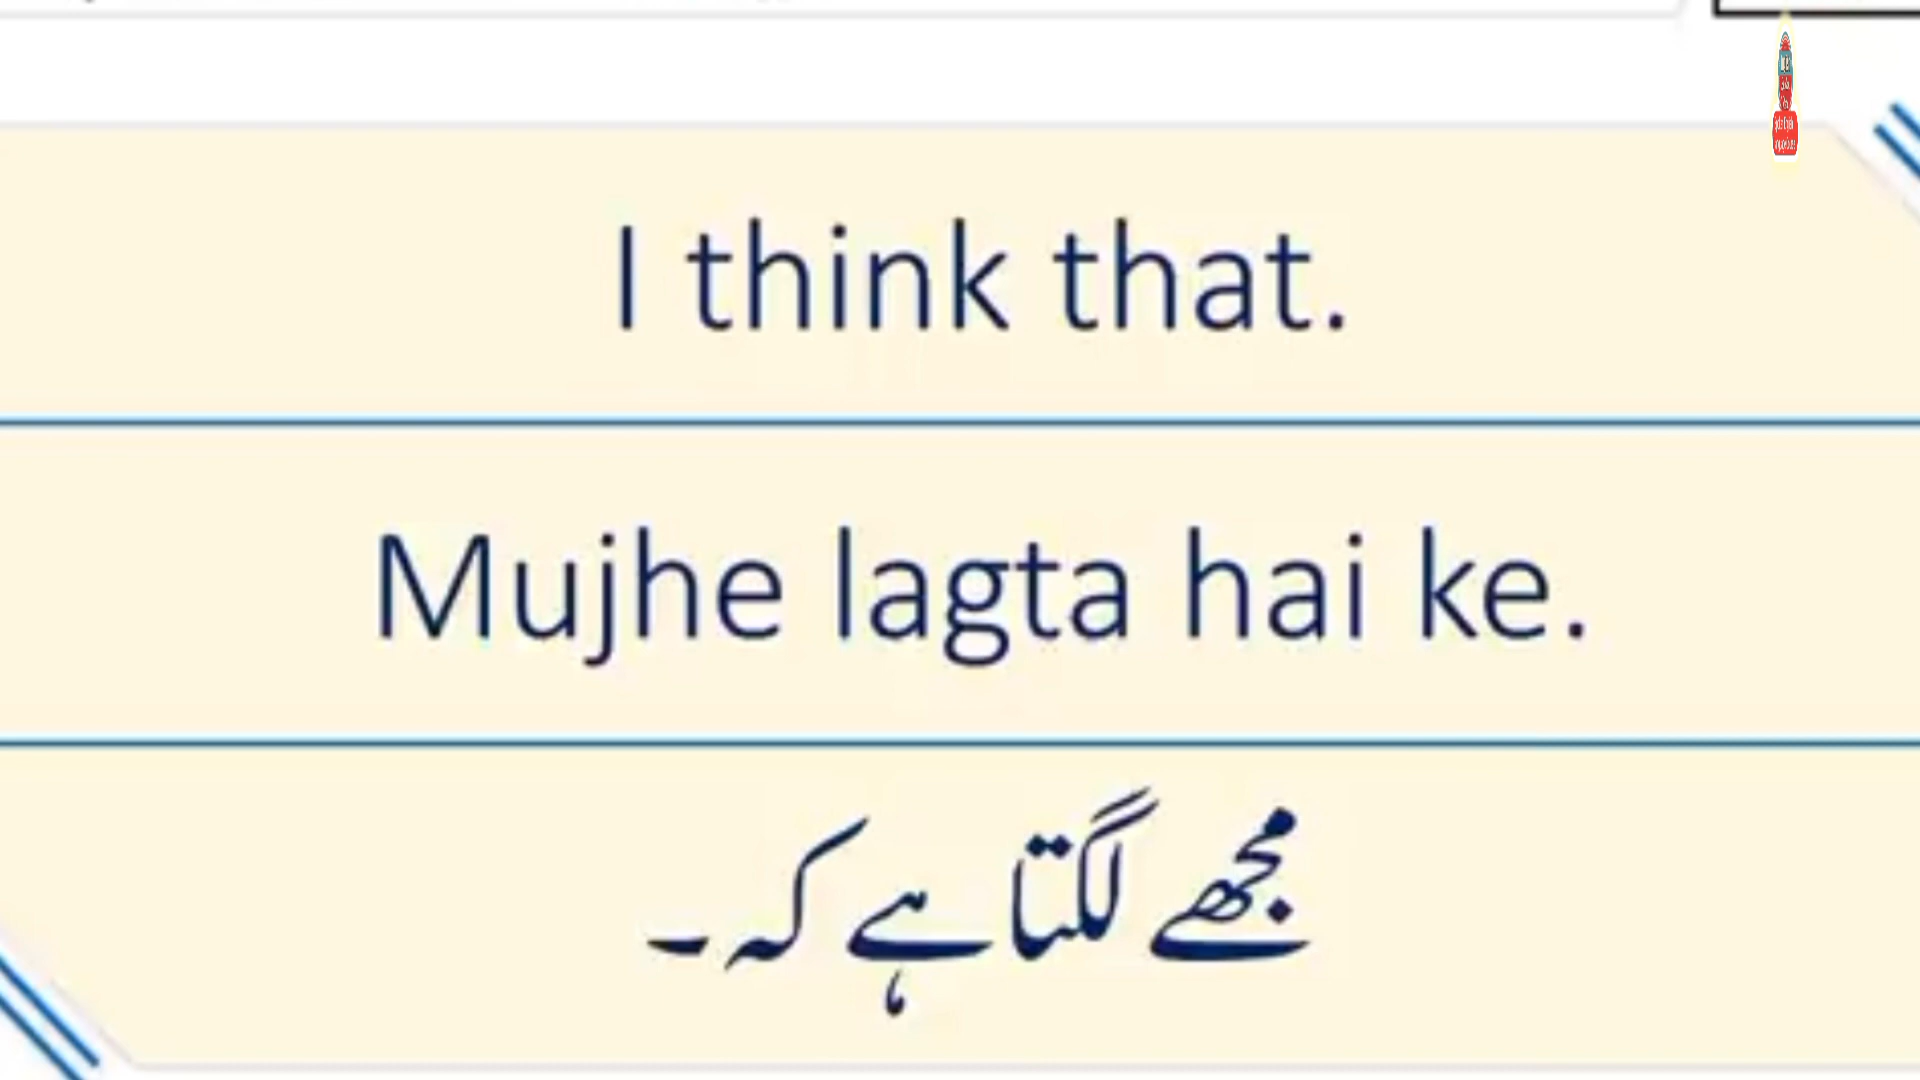 I think that.
Mujhe lagta hai ke.
مجھے لگتا ہے کہ۔